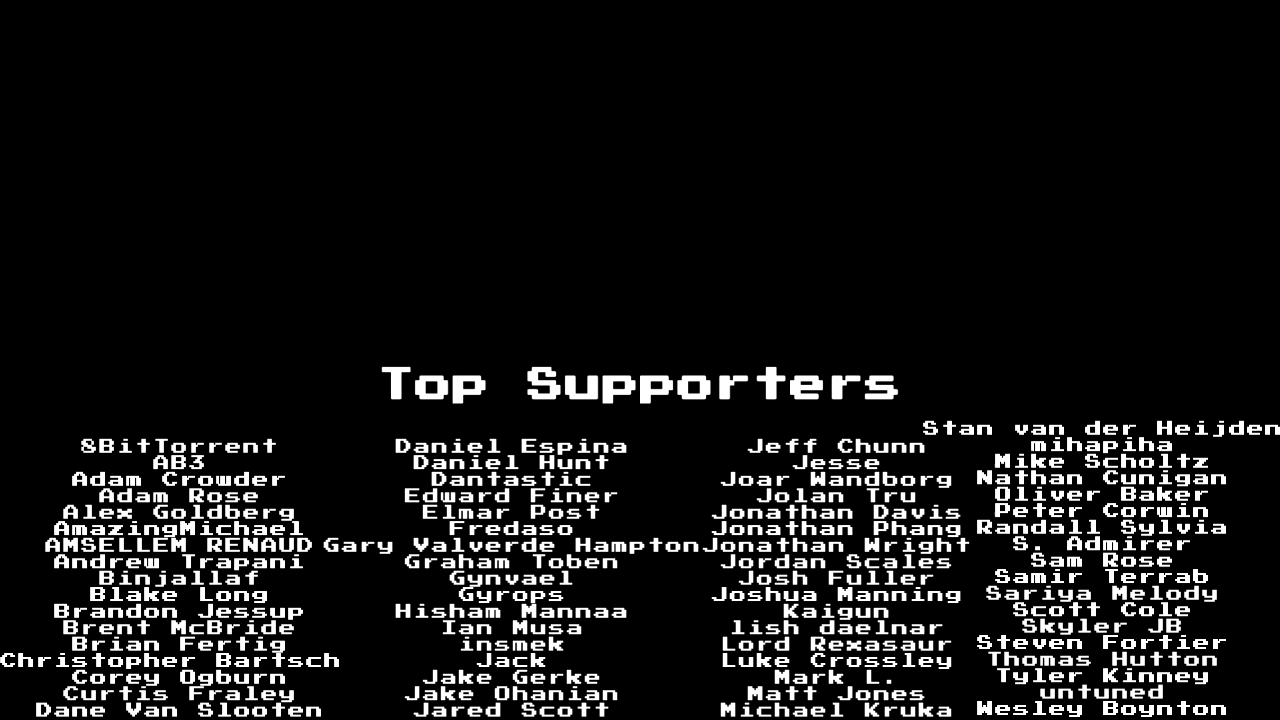 Top Supporters
8BitTorrent
AB3
Adam Crowder
Adam Rose
Alex Goldberg
AmazingMichael
AMSELLEM RENAUD
Andrew Trapani
Binjallaf
Blake Long
Brandon Jessup
Brent McBride
Brian Fertig
Christopher Bartsch
Corey Ogburn
Curtis Fraley
Dane Van Slooten
Daniel Espina
Daniel Hunt
Dantastic
Edward Finer
Elmar Post
Fredaso
Gary Valverde Hampton
Graham Toben
Gynvael
Gyrops
Hisham Mannaa
Ian Musa
insmek
Jack
Jake Gerke
Jake Ohanian
Jared Scott
Jeff Chunn
Jesse
Joar Wandborg
Jolan Tru
Jonathan Davis
Jonathan Phang
Jonathan Wright
Jordan Scales
Josh Fuller
Joshua Manning
Kaigun
lish daelnar
Lord Rexasaur
Luke Crossley
Mark L.
Matt Jones
Michael Kruka
Stan van der Heijden
mihapiha
Mike Scholtz
Nathan Cunigan
Oliver Baker
Peter Corwin
Randall Sylvia
S. Admirer
Sam Rose
Samir Terrab
Sariya Melody
Scott Cole
Skyler JB
Steven Fortier
Thomas Hutton
Tyler Kinney
untuned
Wesley Boynton